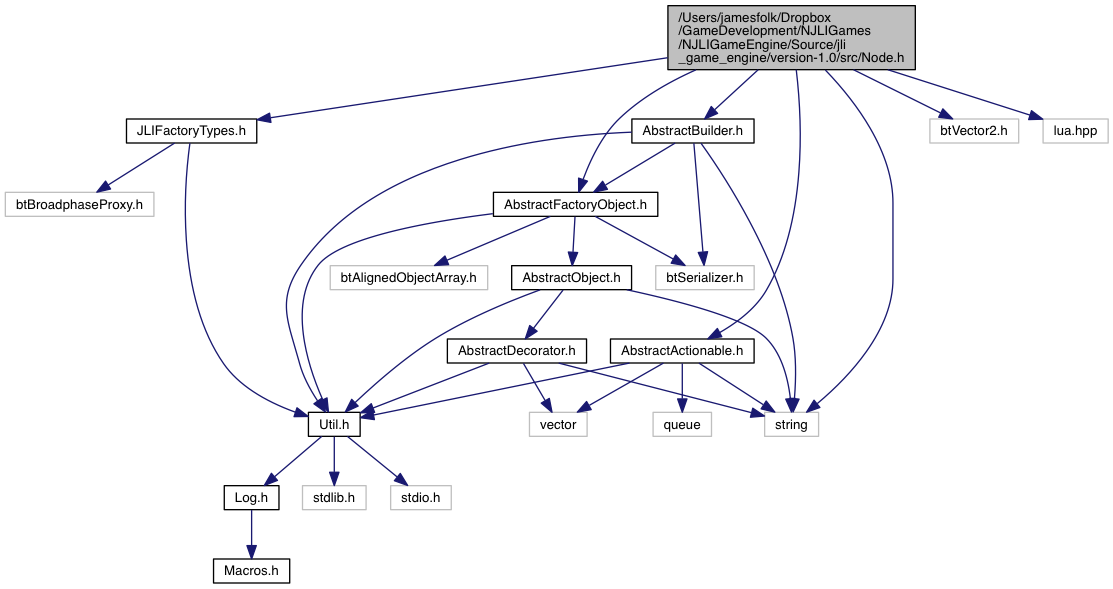 /Users/jamesfolk/Dropbox
/GameDevelopment/NJLIGames
/NJLIGameEngine/Source/jli
_game_engine/version-1.0/src/Node.h
JLIFactoryTypes.h
AbstractBuilder.h
btVector2.h
lua.hpp
btBroadphaseProxy.h
AbstractFactoryObject.h
btAlignedObjectArray.h
AbstractObject.h
btSerializer.h
AbstractDecorator.h
AbstractActionable.h
Util.h
vector
queue
string
Log.h
stdlib.h
stdio.h
Macros.h